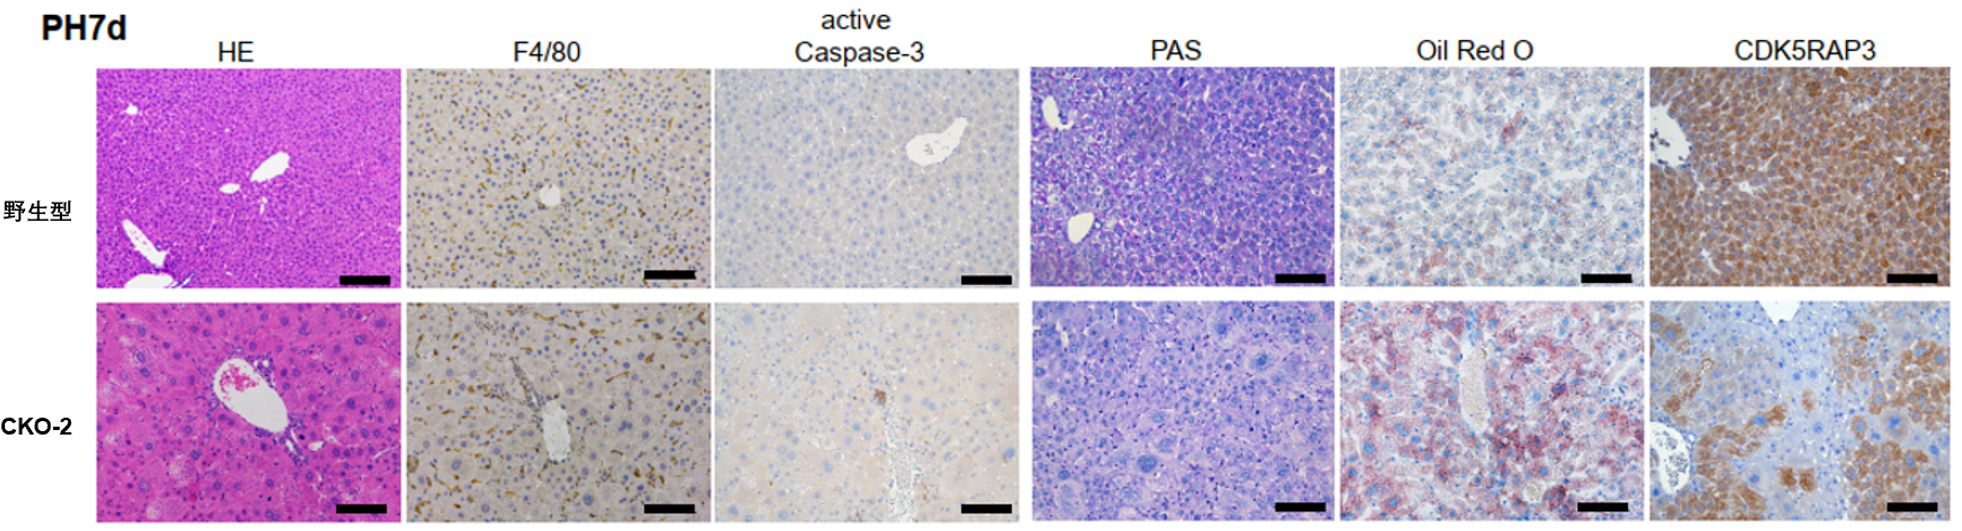 PH7d
HE
F4/80
active
Caspase-3
PAS
Oil Red O
CDK5RAP3
野生型
CKO-2